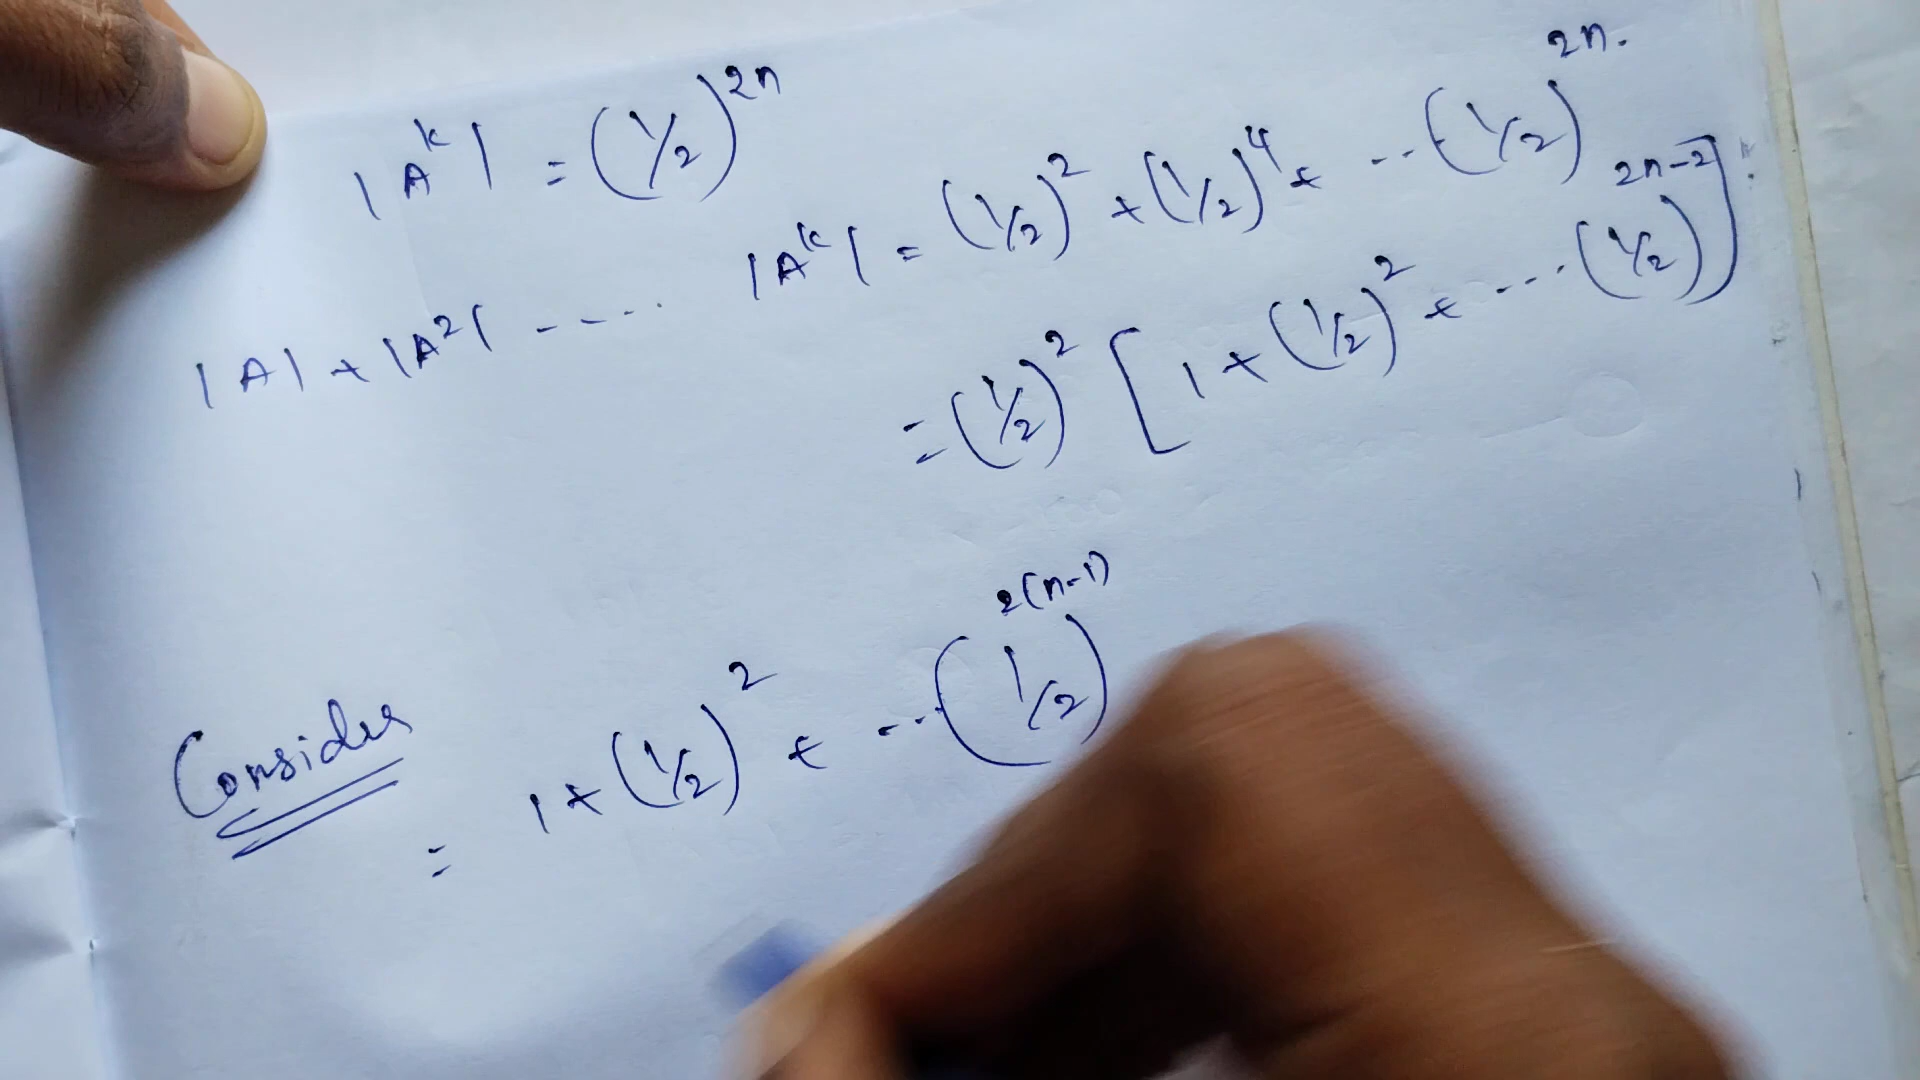 |A^k| = (1/2)^2n
|A| + |A^2| ---- |A^k| = (1/2)^2 + (1/2)^4 + --- (1/2)^2n.
= (1/2)^2 [1 + (1/2)^2 + ---- (1/2)^2n-2]
Consider
= 1 + (1/2)^2 + --- (1/2)^2(n-1)